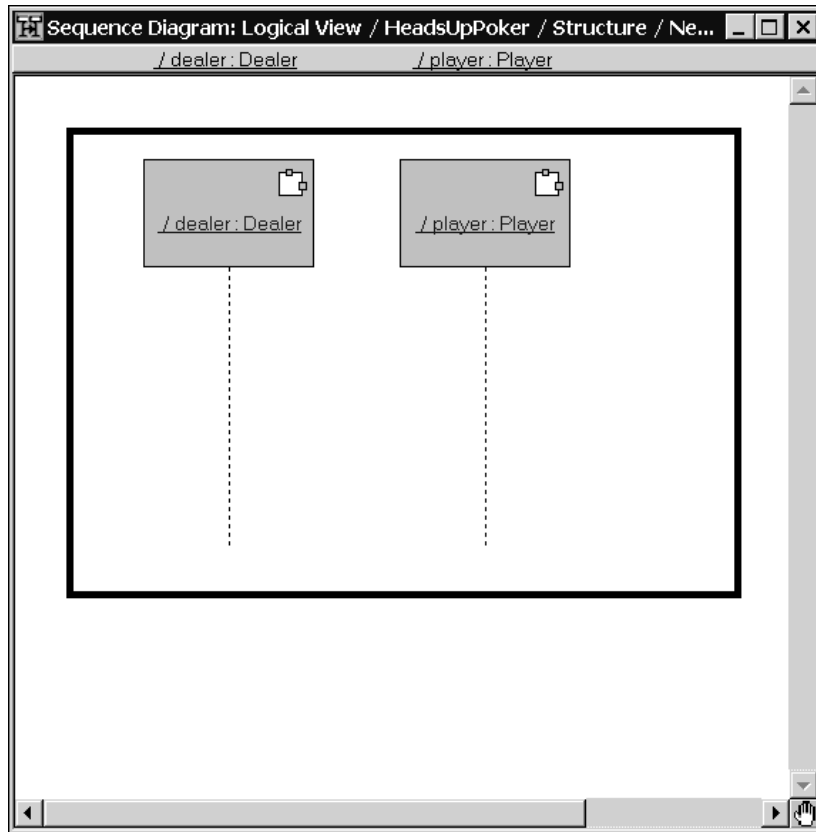 Sequence Diagram: Logical View / HeadsUpPoker / Structure / Ne...
/ dealer : Dealer / player : Player
/ dealer : Dealer / player : Player